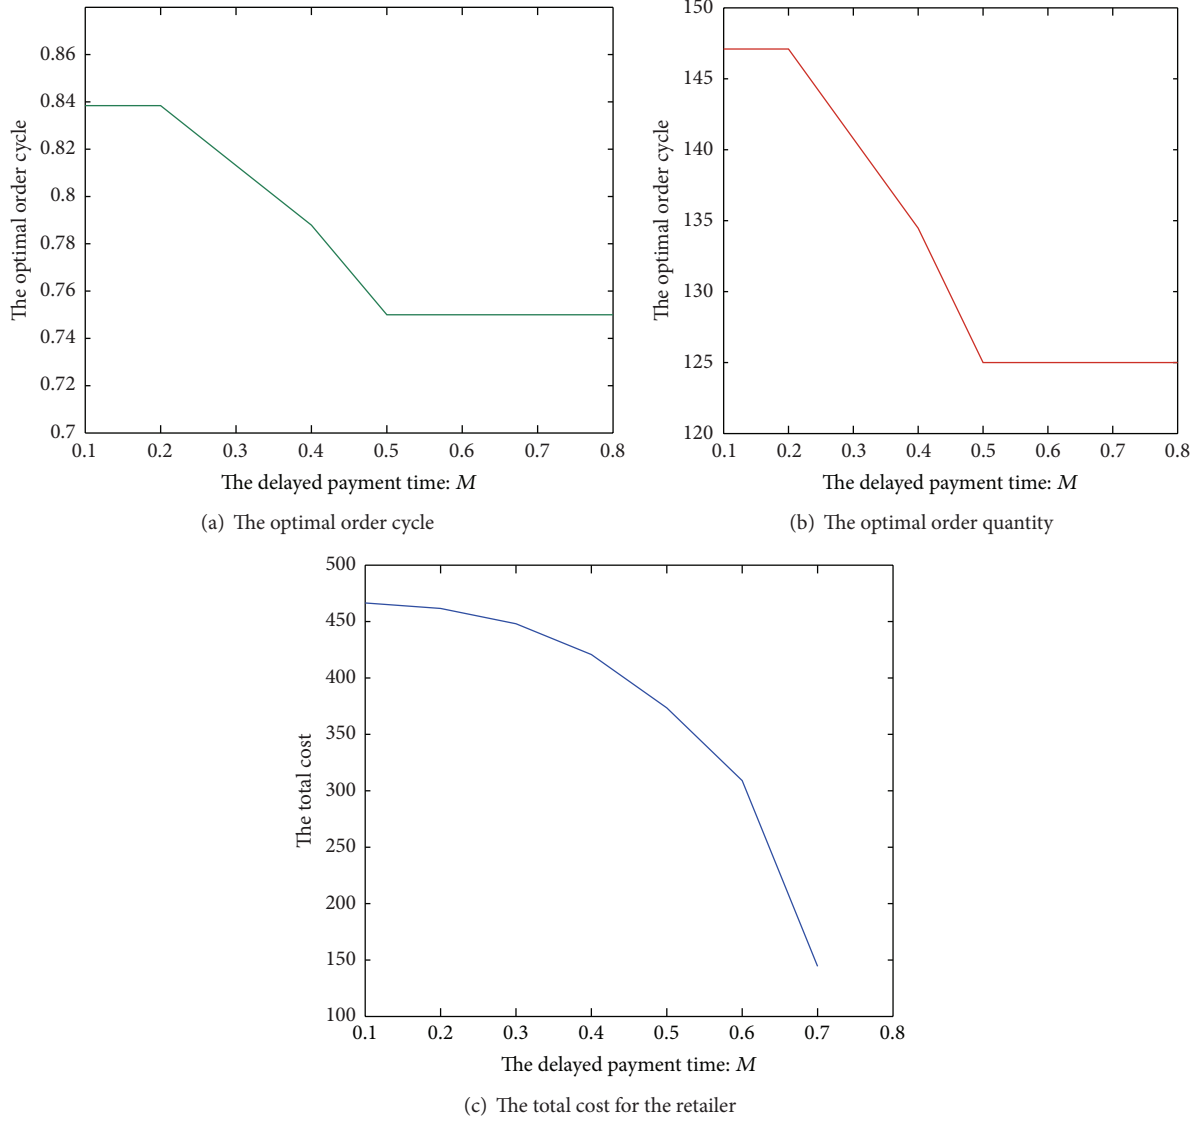 0.86
0.84
0.82
0.8
0.78
0.76
0.74
0.72
0.7
The optimal order cycle
0.1 0.2 0.3 0.4 0.5 0.6 0.7 0.8
The delayed payment time: M
(a) The optimal order cycle
150
145
140
135
130
125
120
The optimal order cycle
0.1 0.2 0.3 0.4 0.5 0.6 0.7 0.8
The delayed payment time: M
(b) The optimal order quantity
500
450
400
350
300
250
200
150
100
The total cost
0.1 0.2 0.3 0.4 0.5 0.6 0.7 0.8
The delayed payment time: M
(c) The total cost for the retailer